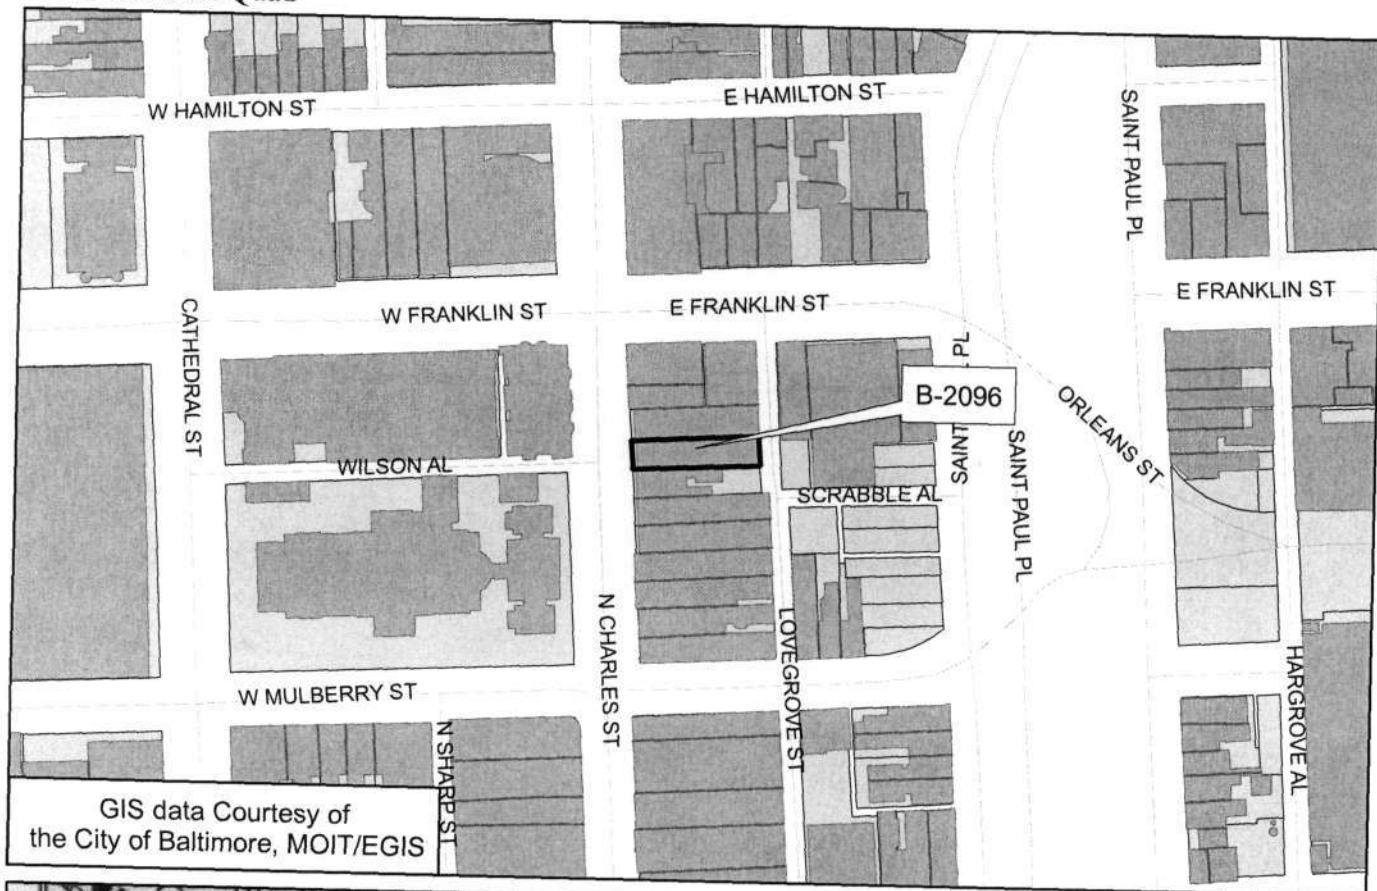 W HAMILTON ST
E HAMILTON ST
SAINT PAUL PL
CATHEDRAL ST
W FRANKLIN ST
E FRANKLIN ST
E FRANKLIN ST
B-2096
SAINT PL
ORLEANS ST
WILSON AL
SCRABBLE AL
SAINT PAUL PL
N CHARLES ST
LOVEGROVE ST
HARGROVE AL
W MULBERRY ST
N SHARP ST
GIS data Courtesy of
the City of Baltimore, MOIT/EGIS